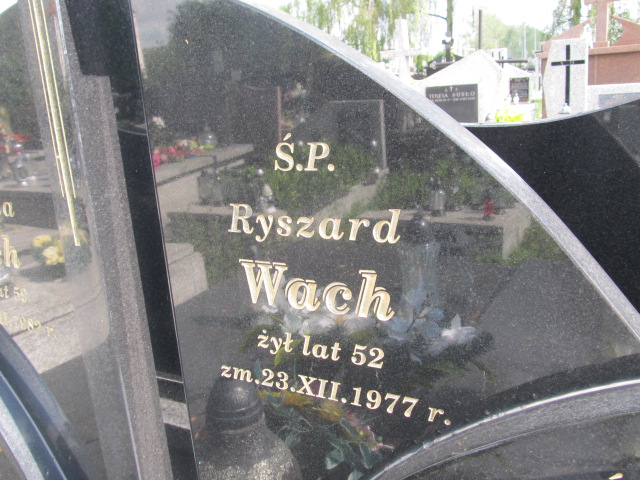 Ś.P.
Ryszard
Wach
żył lat 52
zm.23.XII.1977 r.